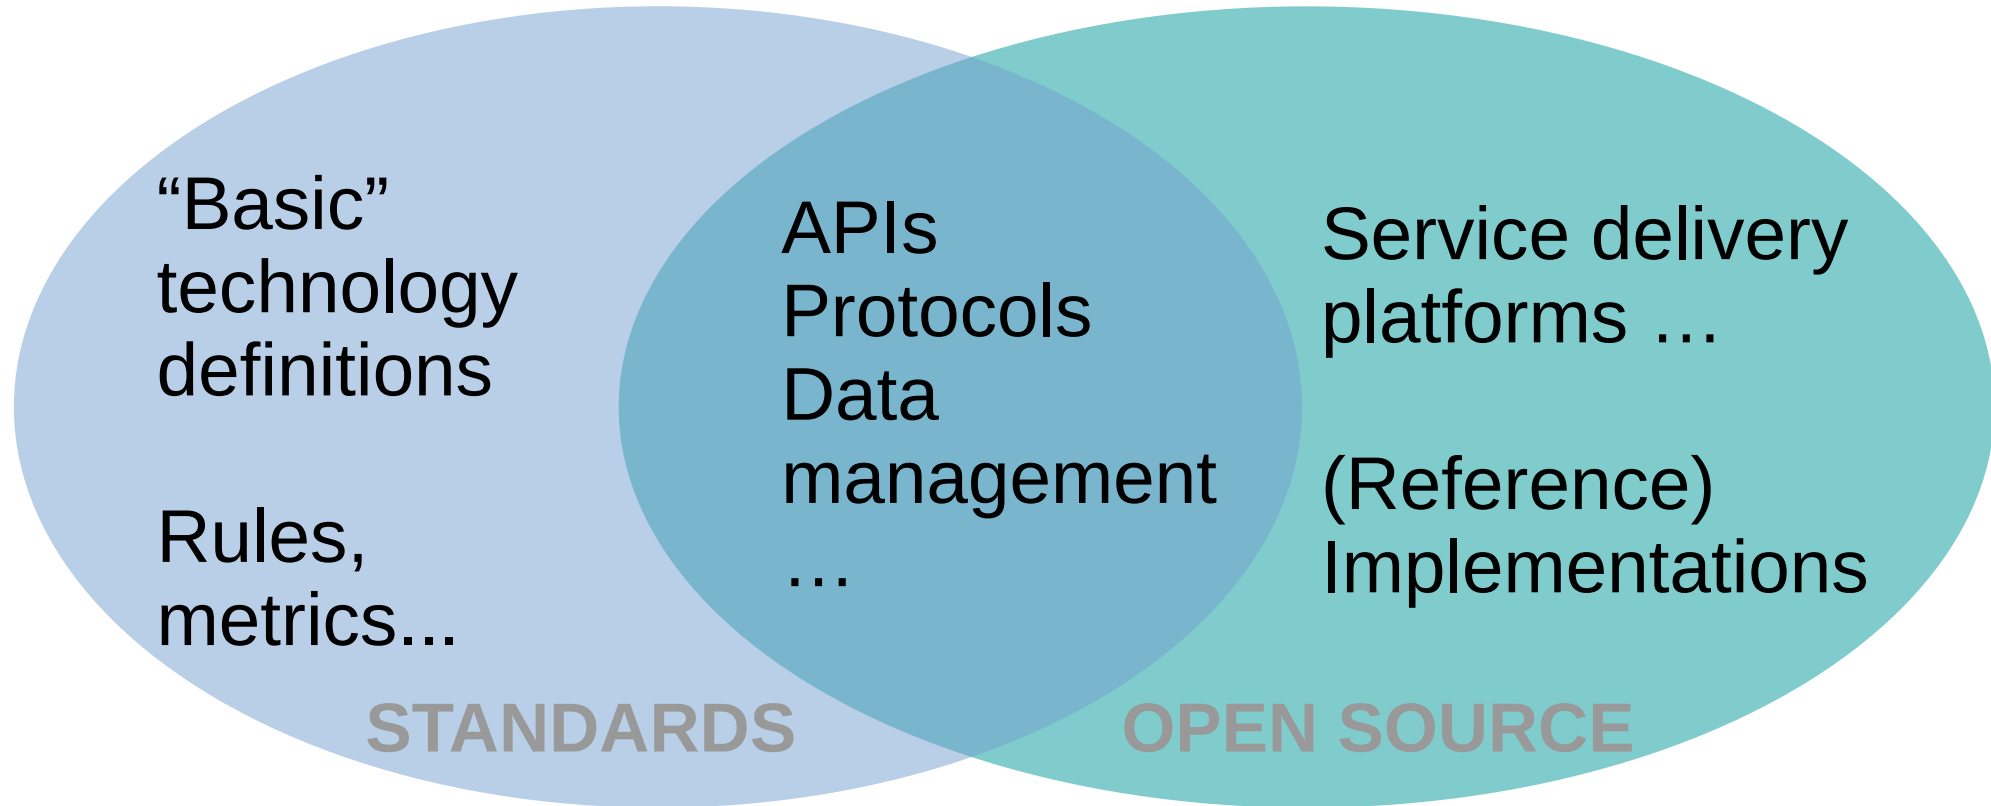 “Basic”
technology
definitions
Rules,
metrics...
APIs
Protocols
Data
management
…
Service delivery
platforms …
(Reference)
Implementations
STANDARDS
OPEN SOURCE